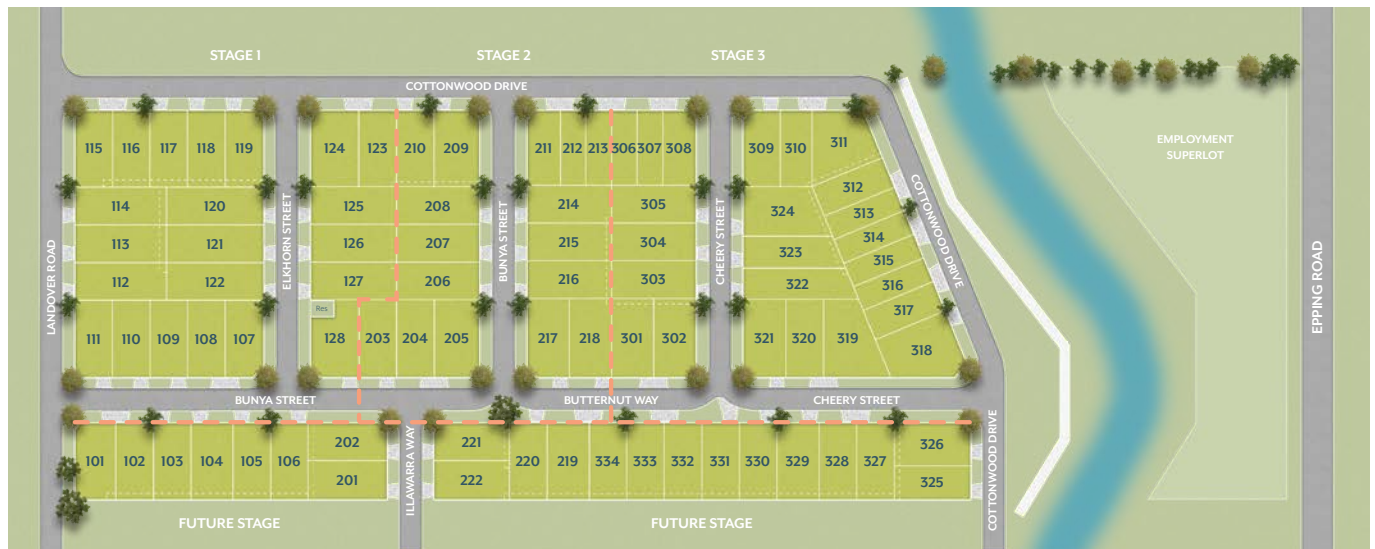 STAGE 1
STAGE 2
STAGE 3
COTTONWOOD DRIVE
115 116 117 118 119
124 123 210 209
211 212 213 306 307 308
309 310 311
EMPLOYMENT
SUPERLOT
114 120
125 208
214 305
324 312
313
113 121
126 207
215 304
323 314
315
112 122
127 206
216 303
322 316
317
Res
111 110 109 108 107
128 203 204 205
217 218 301 302
321 320 319 318
LANDOVER ROAD
ELKHORN STREET
BUNYA STREET
CHEERY STREET
COTTONWOOD DRIVE
EPPING ROAD
BUNYA STREET
BUTTERNUT WAY
CHEERY STREET
101 102 103 104 105 106
202
201
ILLAWARRA WAY
221
222
220 219 334 333 332 331 330 329 328 327
326
325
COTTONWOOD DRIVE
FUTURE STAGE
FUTURE STAGE